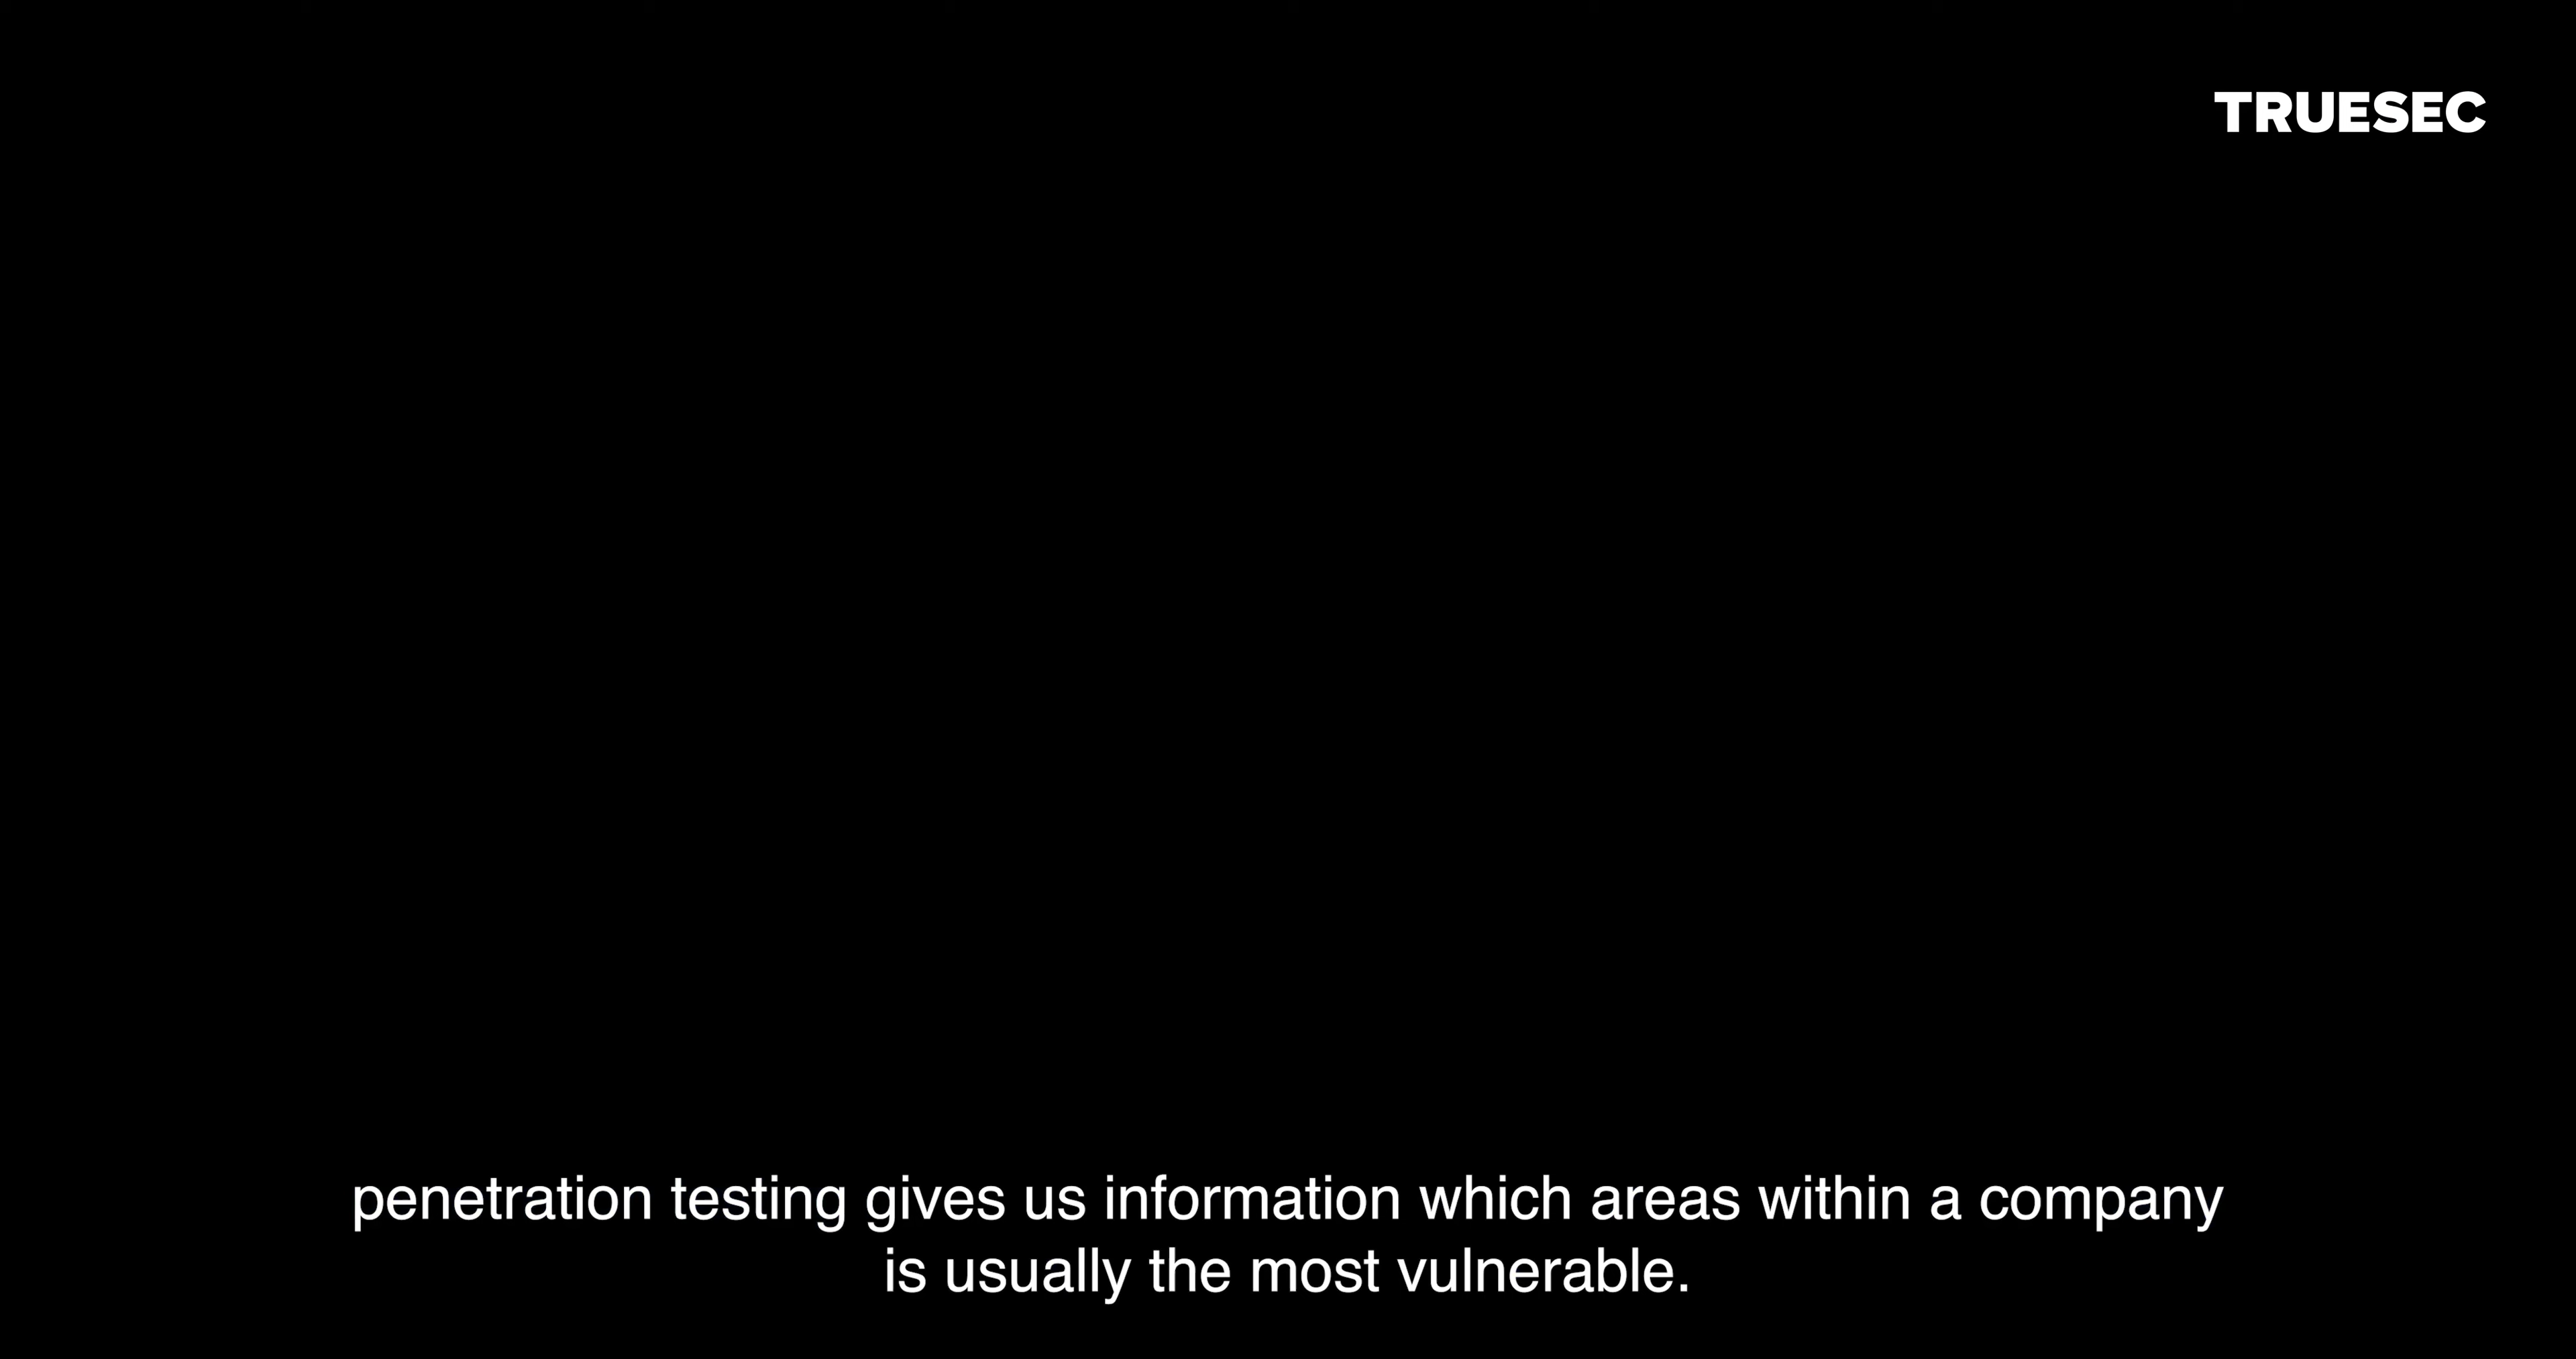 TRUESEC
penetration testing gives us information which areas within a company
is usually the most vulnerable.